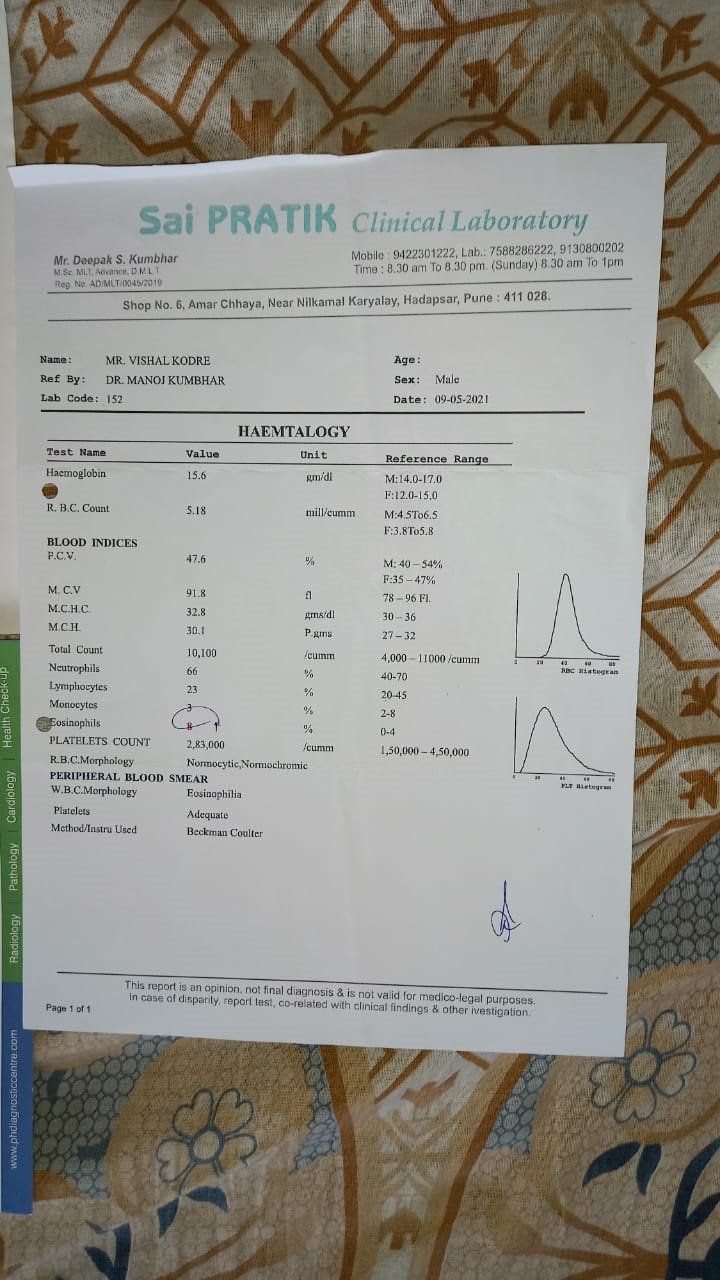 Sai PRATIK Clinical Laboratory
Mr. Deepak S. Kumbhar
M.Sc. MLT, Advance, D.M.L.T.
Reg. No. AD/MLT/0045/2019
Mobile : 9422301222, Lab.: 7588286222, 9130800202
Time : 8.30 am To 8.30 pm. (Sunday) 8.30 am To 1pm
Shop No. 6, Amar Chhaya, Near Nilkamal Karyalay, Hadapsar, Pune : 411 028.
Name: MR. VISHAL KODRE Age:
Ref By: DR. MANOJ KUMBHAR Sex: Male
Lab Code: 152 Date: 09-05-2021
HAEMTALOGY
Test Name Value Unit Reference Range
Haemoglobin 15.6 gm/dl M:14.0-17.0
F:12.0-15.0
R. B.C. Count 5.18 mill/cumm M:4.5To6.5
F:3.8To5.8
BLOOD INDICES
P.C.V. 47.6 % M: 40 – 54%
F:35 – 47%
M. C.V 91.8 fl 78 – 96 Fl.
M.C.H.C. 32.8 gms/dl 30 – 36
M.C.H. 30.1 P.gms 27 – 32
Total Count 10,100 /cumm 4,000 – 11000 /cumm
Neutrophils 66 % 40-70
Lymphocytes 23 % 20-45
Monocytes 3 % 2-8
Eosinophils 8 % 0-4
PLATELETS COUNT 2,83,000 /cumm 1,50,000 – 4,50,000
R.B.C.Morphology Normocytic,Normochromic
PERIPHERAL BLOOD SMEAR
W.B.C.Morphology Eosinophilia
Platelets Adequate
Method/Instru Used Beckman Coulter
0 20 40 60 80
RBC Histogram
0 20 40 60 80
PLT Histogram
This report is an opinion, not final diagnosis & is not valid for medico-legal purposes.
In case of disparity, report test, co-related with clinical findings & other ivestigation.
Page 1 of 1
www.phdiagnosticcentre.com
Radiology | Pathology | Cardiology | Health Check-up